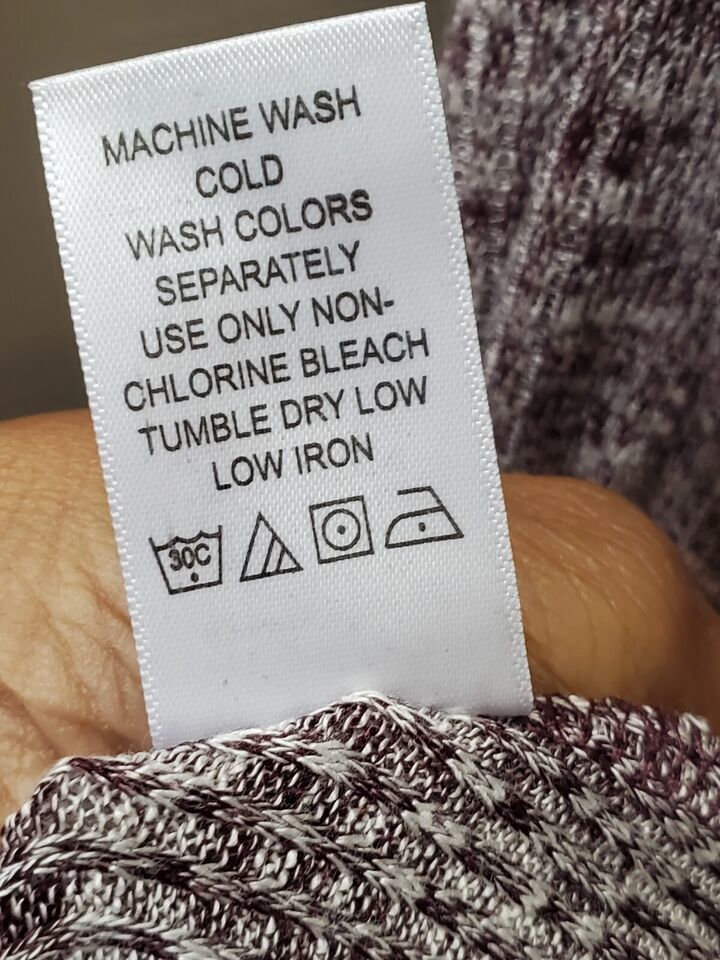 MACHINE WASH
COLD
WASH COLORS
SEPARATELY
USE ONLY NON-
CHLORINE BLEACH
TUMBLE DRY LOW
LOW IRON
30C